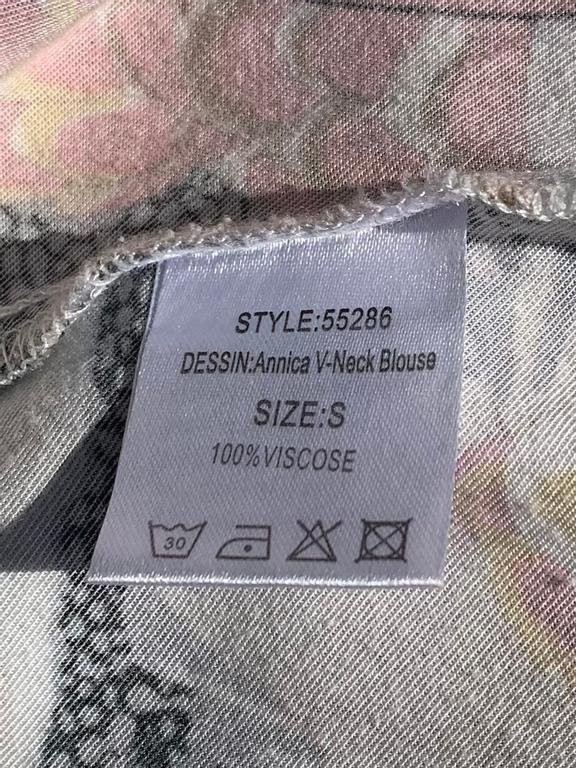 STYLE:55286
DESSIN:Annica V-Neck Blouse
SIZE:S
100%VISCOSE
30